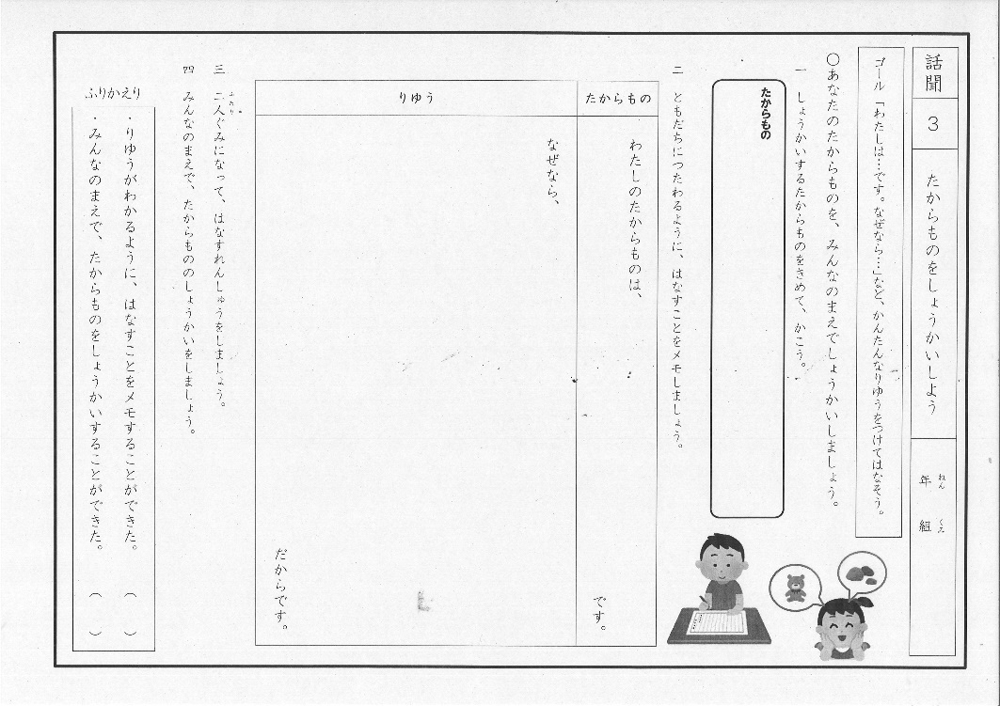 話聞
3
たからものをしょうかいしよう
年 組
ねん くえ
ゴール「わたしは…です。なぜなら…」など、かんたんなりゆうをつけてはなそう。
○あなたのたからものを、みんなのまえでしょうかいしましょう。
一 しょうかいするたからものをきめて、かこう。
たからもの
二 ともだちにつたわるように、はなすことをメモしましょう。
たからもの
わたしのたからものは、
です。
りゆう
なぜなら、
だからです。
三 二人ぐみになって、はなすれんしゅうをしましょう。
ふたり
四 みんなのまえで、たからもののしょうかいをしましょう。
ふりかえり
・りゆうがわかるように、はなすことをメモすることができた。 ( )
・みんなのまえで、たからものをしょうかいすることができた。 ( )